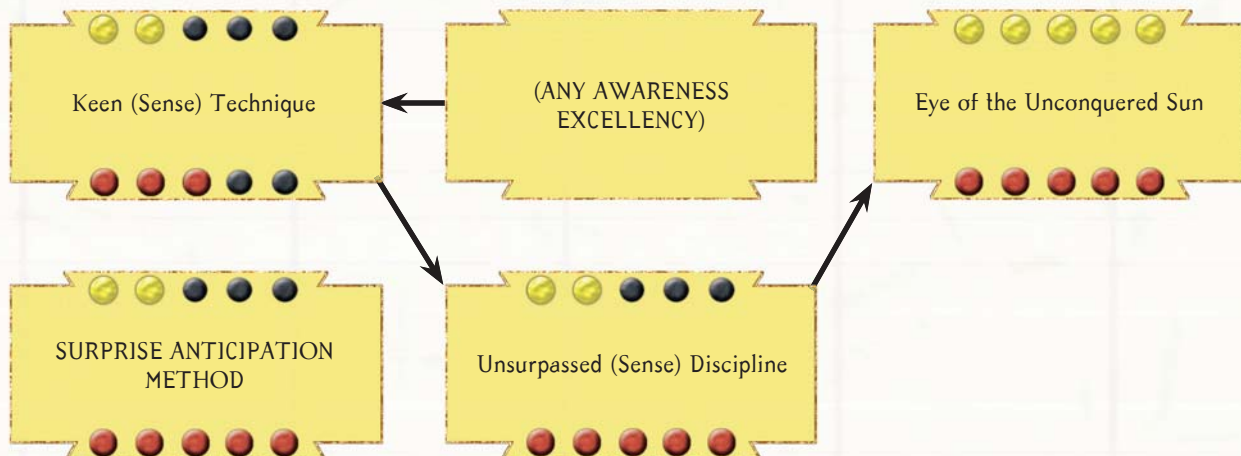 Keen (Sense) Technique
(ANY AWARENESS
EXCELLENCY)
Eye of the Unconquered Sun
SURPRISE ANTICIPATION
METHOD
Unsurpassed (Sense) Discipline